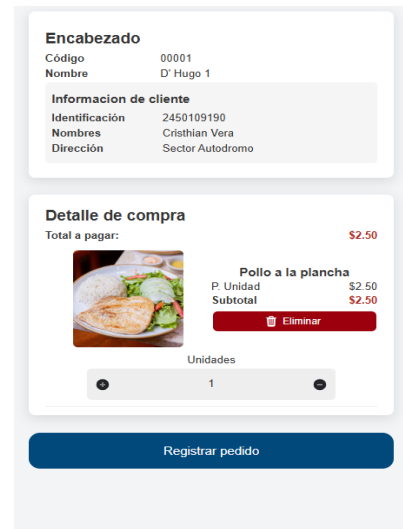 Encabezado
Código 00001
Nombre D' Hugo 1
Informacion de cliente
Identificación 2450109190
Nombres Cristhian Vera
Dirección Sector Autodromo
Detalle de compra
Total a pagar: $2.50
Pollo a la plancha
P. Unidad $2.50
Subtotal $2.50
Eliminar
Unidades
1
Registrar pedido